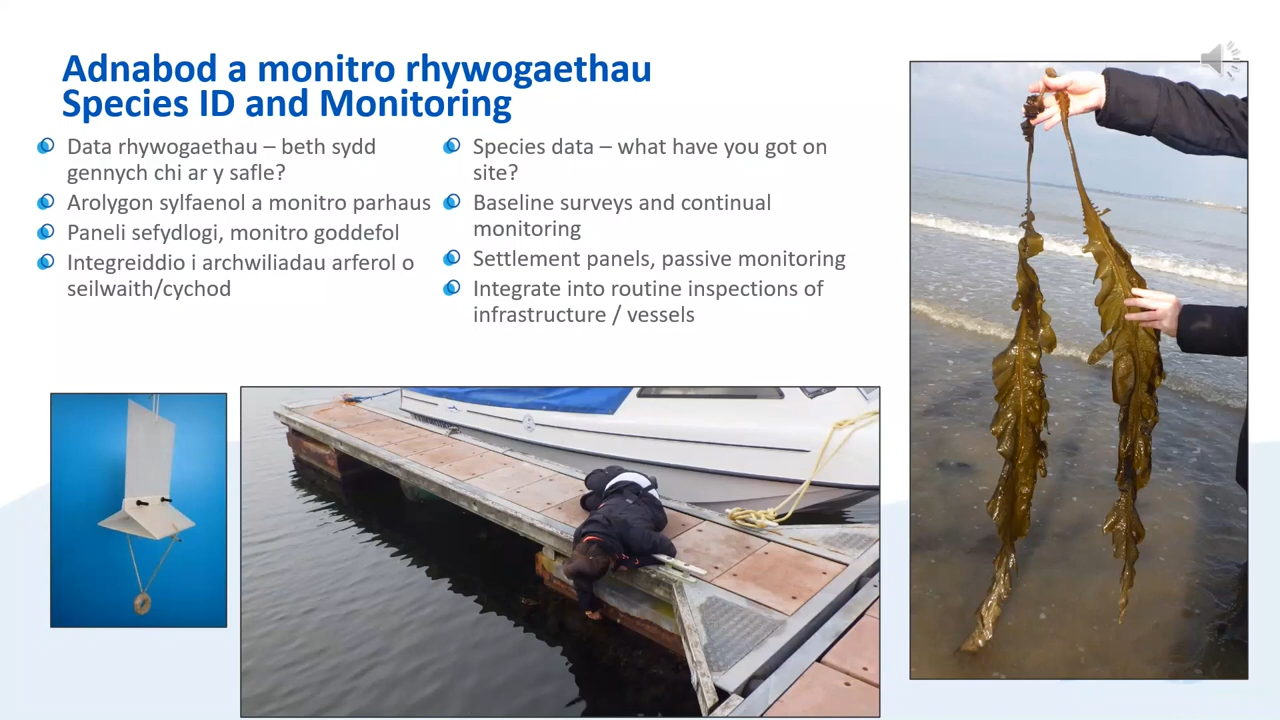 Adnabod a monitro rhywogaethau
Species ID and Monitoring
Data rhywogaethau – beth sydd
gennych chi ar y safle?
Arolygon sylfaenol a monitro parhaus
Paneli sefydlogi, monitro goddefol
Integreiddio i archwiliadau arferol o
seilwaith/cychod
Species data – what have you got on
site?
Baseline surveys and continual
monitoring
Settlement panels, passive monitoring
Integrate into routine inspections of
infrastructure / vessels